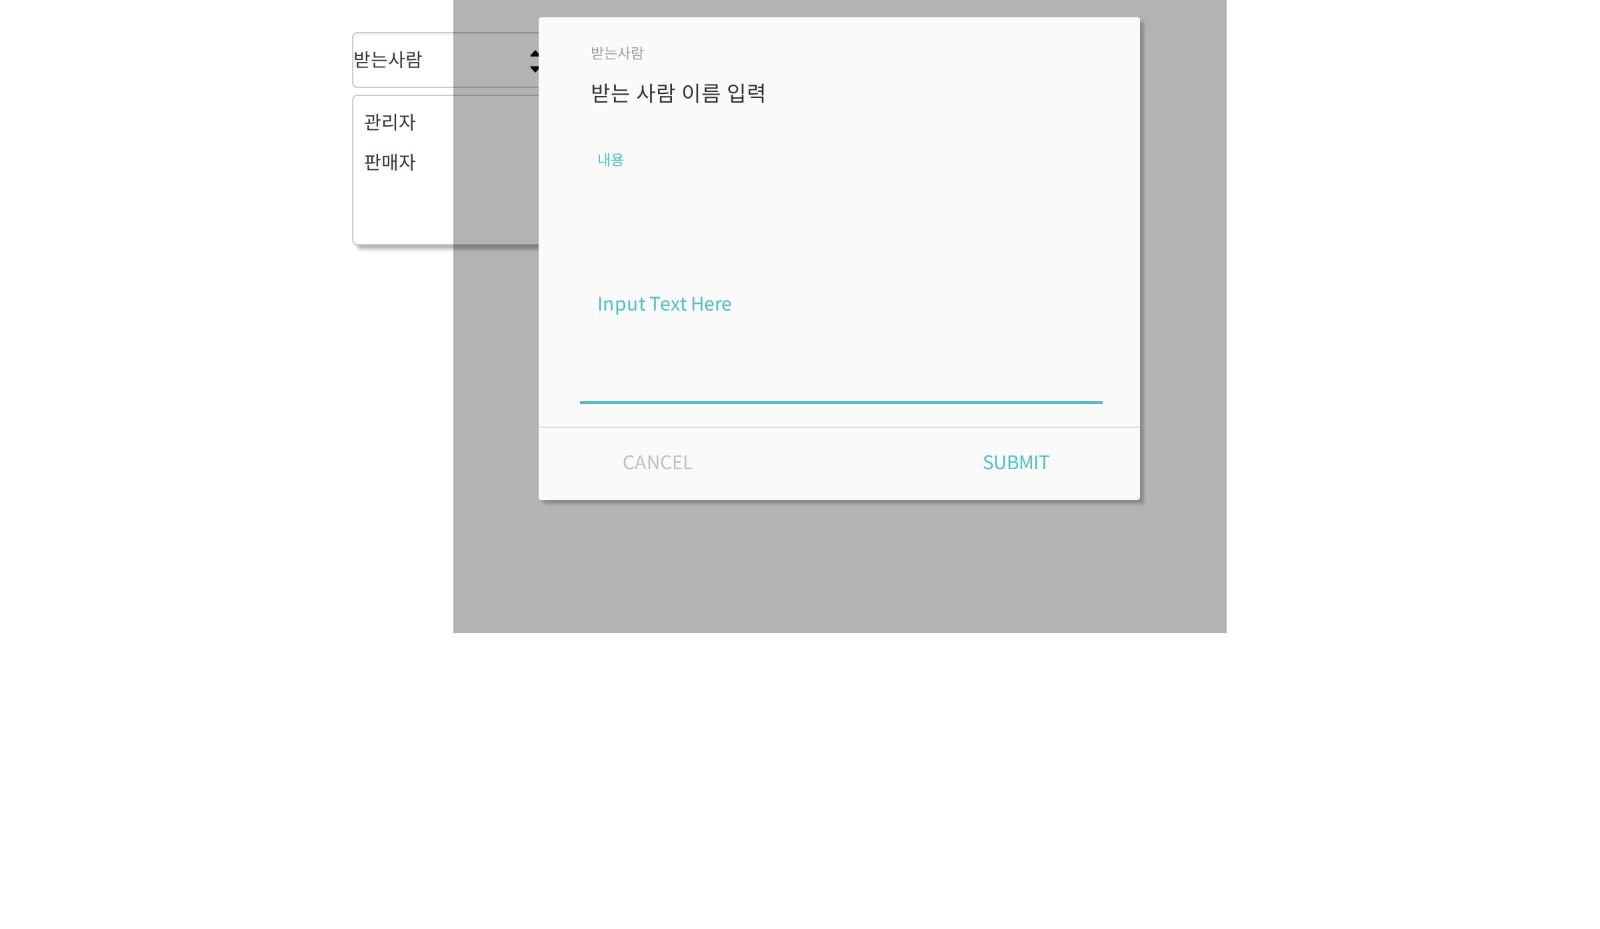 받는사람
관리자
판매자
받는사람
받는 사람 이름 입력
내용
Input Text Here
CANCEL
SUBMIT